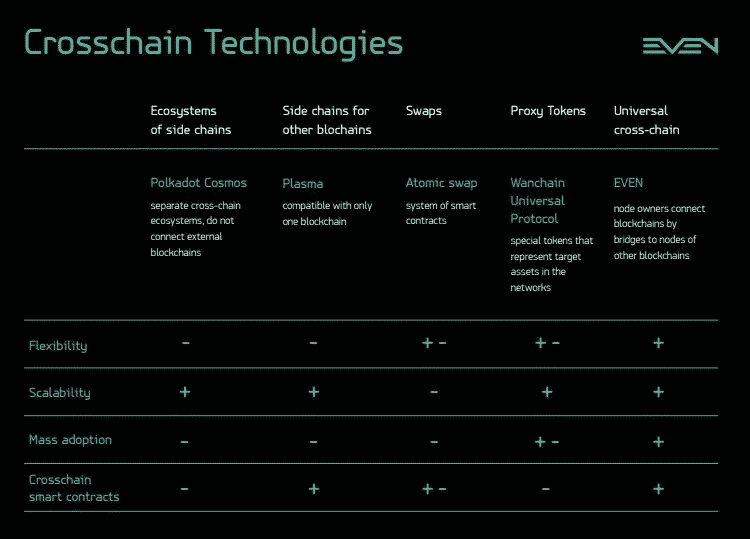 Crosschain Technologies
EVEN
Ecosystems
of side chains
Side chains for
other blochains
Swaps
Proxy Tokens
Universal
cross-chain
Polkadot Cosmos
separate cross-chain
ecosystems, do not
connect external
blockchains
Plasma
compatible with only
one blockchain
Atomic swap
system of smart
contracts
Wanchain
Universal
Protocol
special tokens that
represent target
assets in the
networks
EVEN
node owners connect
blockchains by
bridges to nodes of
other blockchains
Flexibility - - + - + - +
Scalability + + - + +
Mass adoption - - - + - +
Crosschain
smart contracts - + + - - +